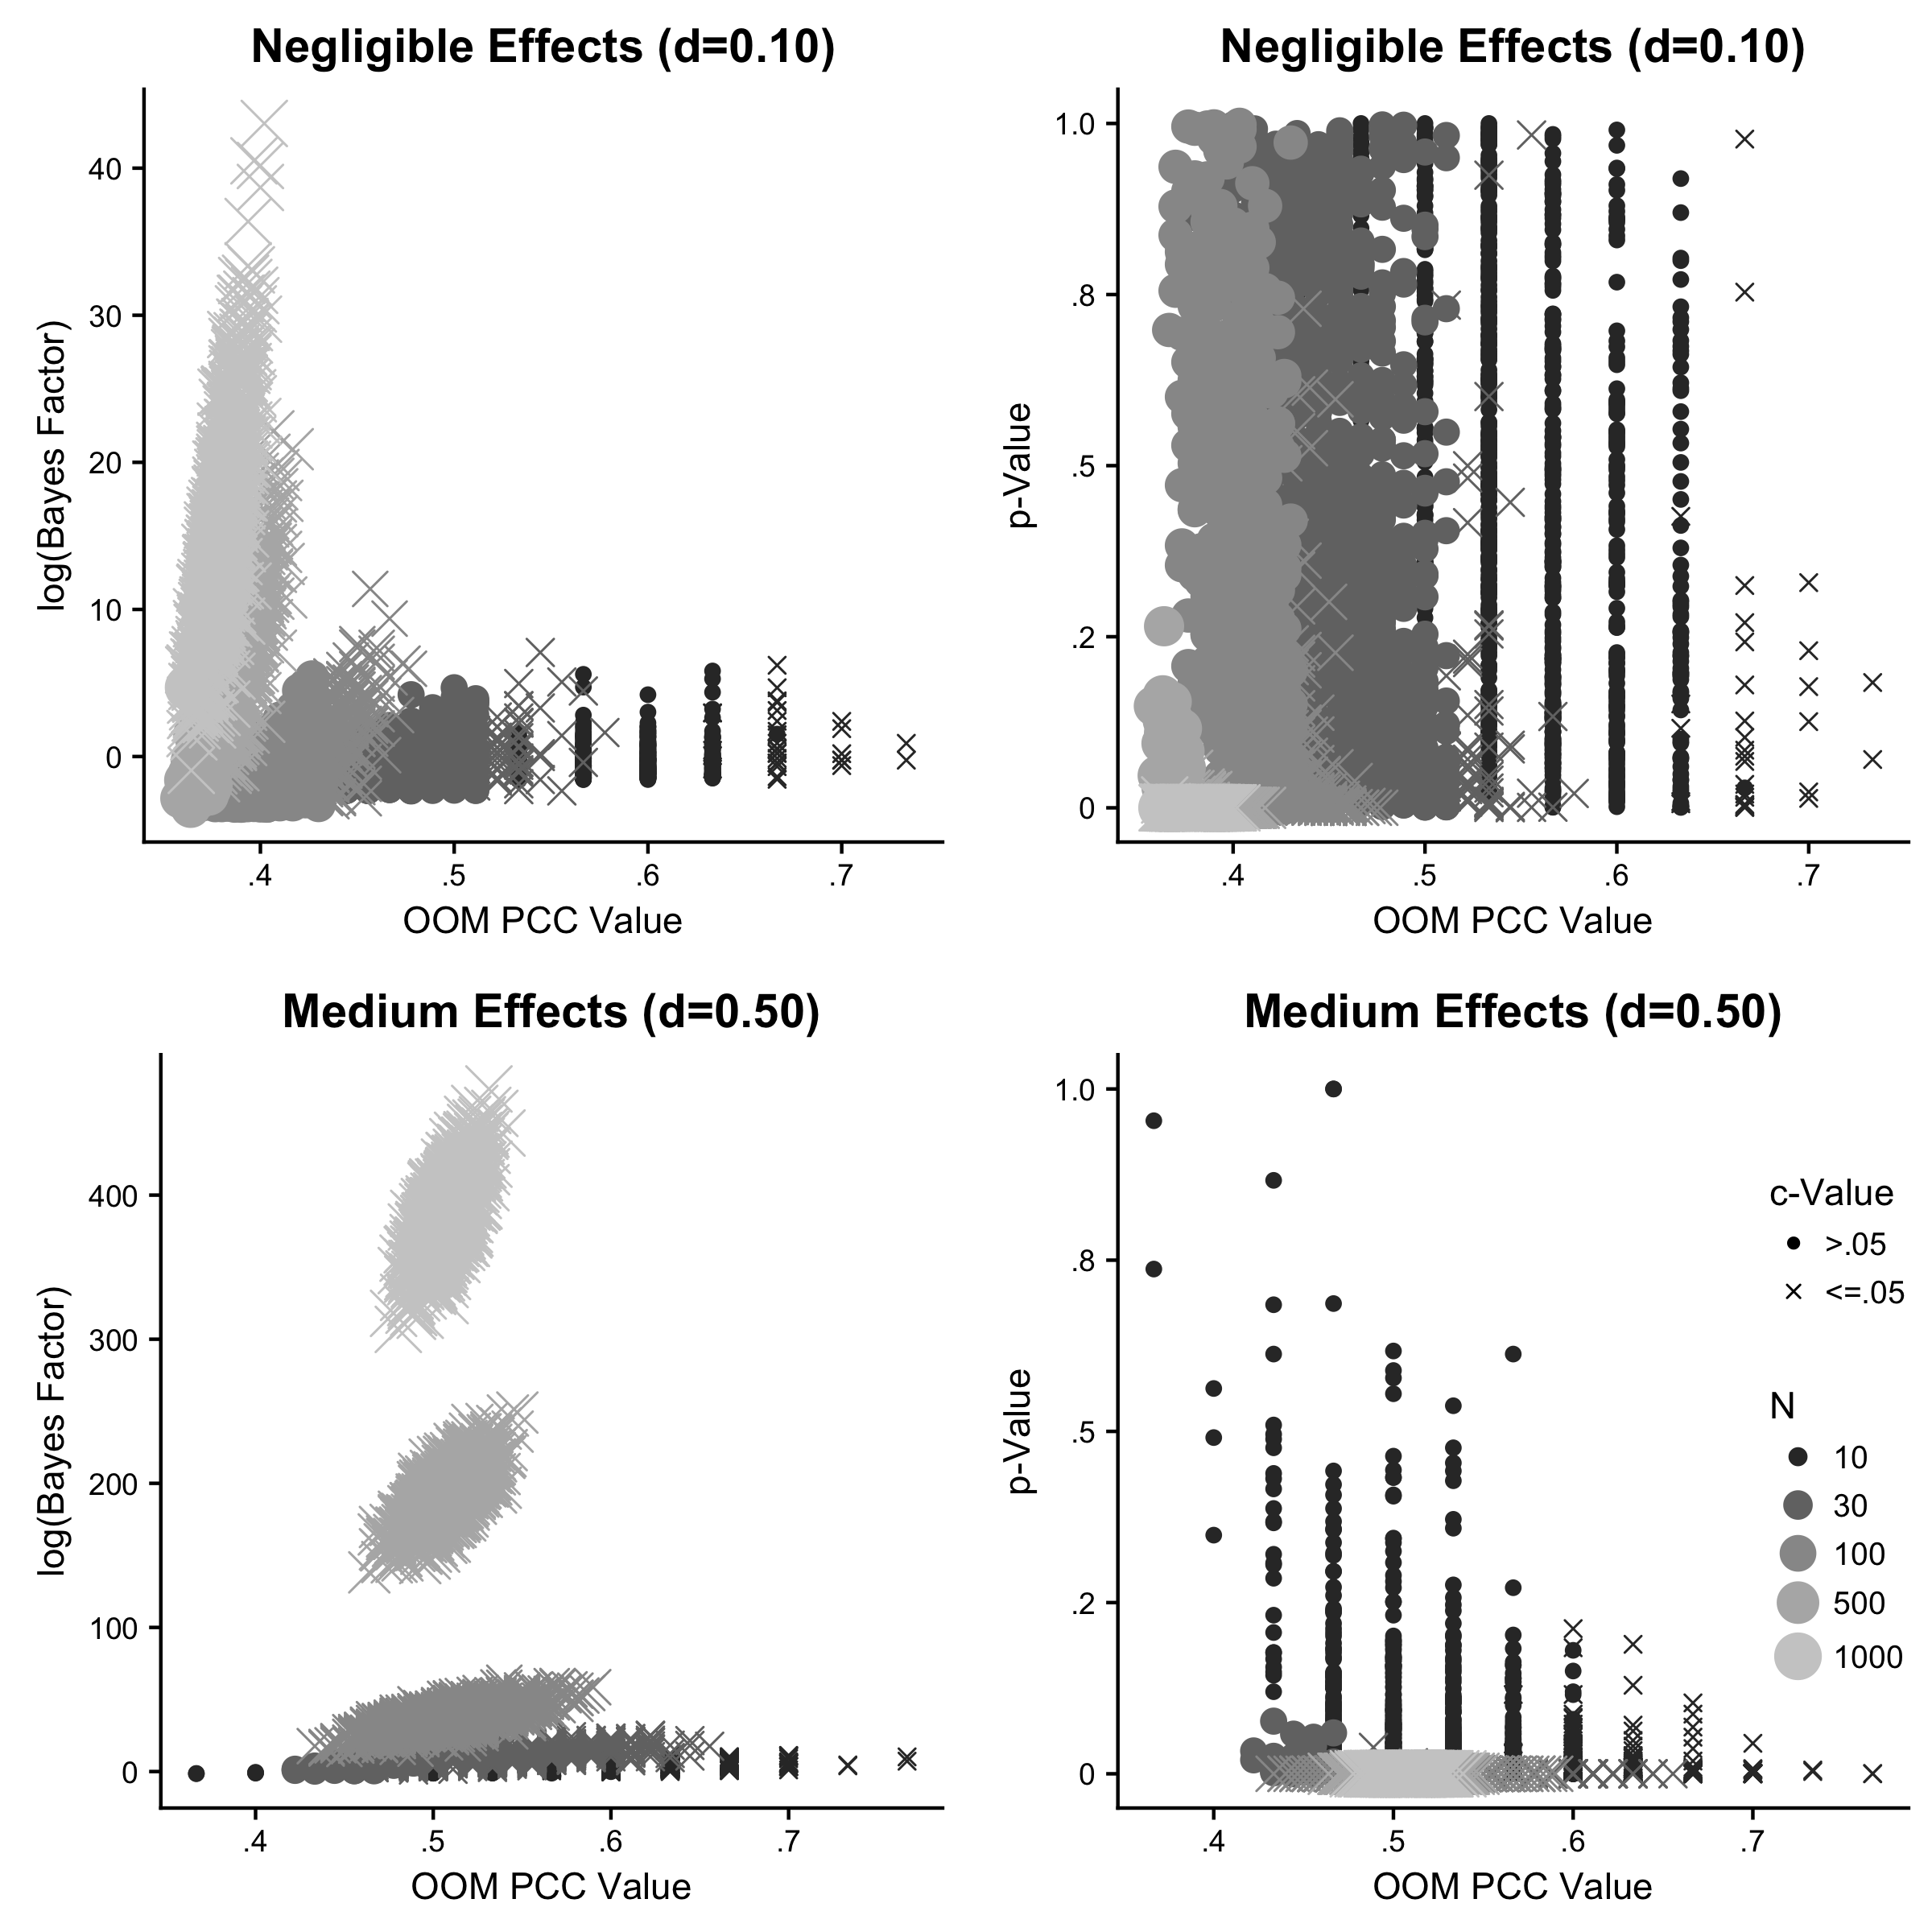 Negligible Effects (d=0.10)
log(Bayes Factor)
40
30
20
10
0
.4 .5 .6 .7
OOM PCC Value
Negligible Effects (d=0.10)
p-Value
1.0
.8
.5
.2
0
.4 .5 .6 .7
OOM PCC Value
Medium Effects (d=0.50)
log(Bayes Factor)
400
300
200
100
0
.4 .5 .6 .7
OOM PCC Value
Medium Effects (d=0.50)
p-Value
1.0
.8
.5
.2
0
.4 .5 .6 .7
OOM PCC Value
c-Value
>.05
<=.05
N
10
30
100
500
1000